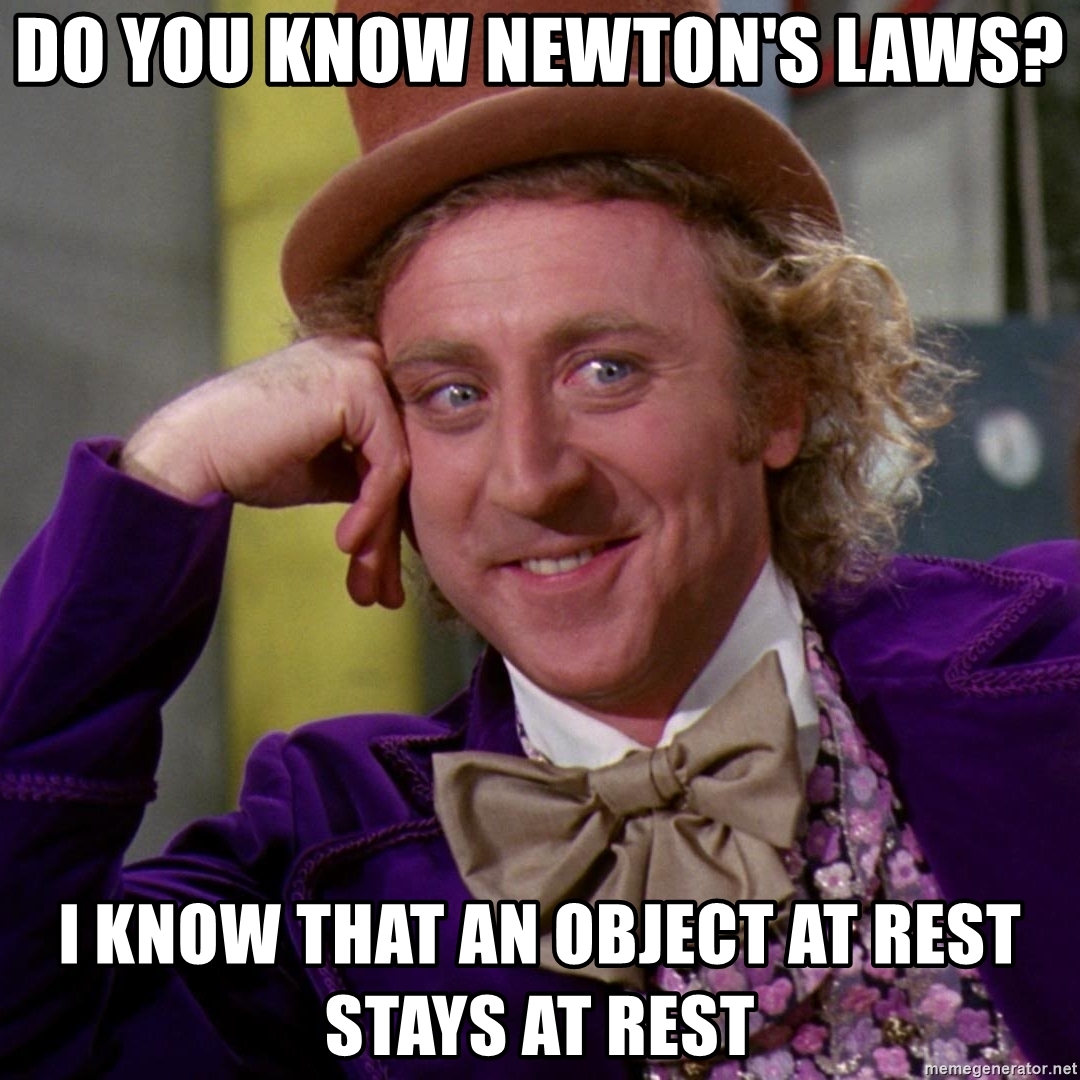 DO YOU KNOW NEWTON'S LAWS?
I KNOW THAT AN OBJECT AT REST
STAYS AT REST
memegenerator.net